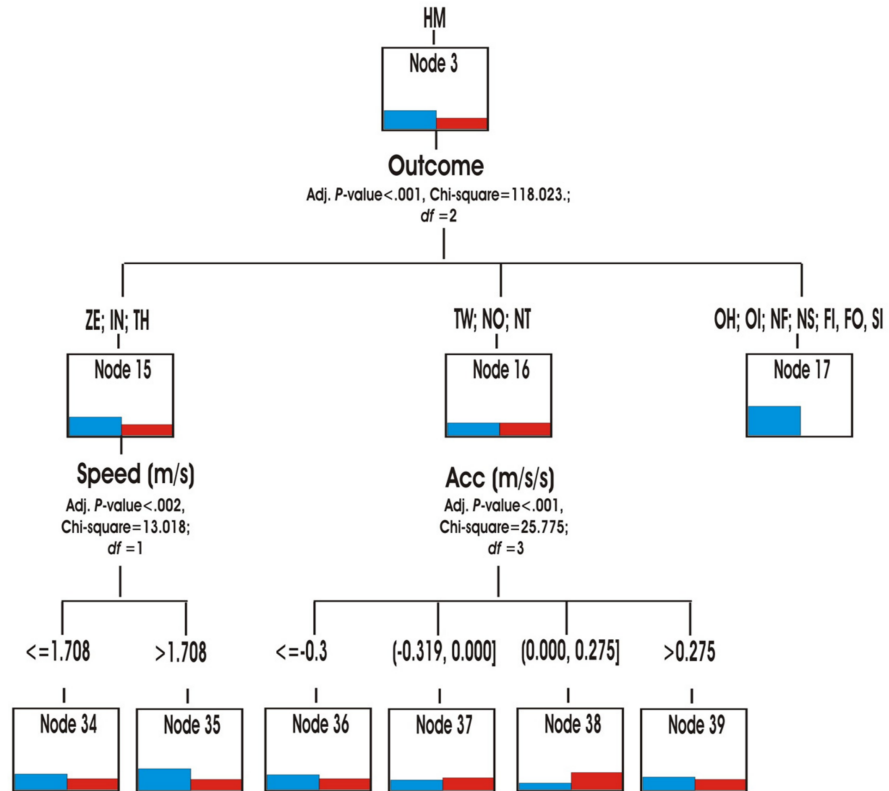 HM
Node 3
Outcome
Adj. P-value<.001, Chi-square=118.023.;
df =2
ZE; IN; TH
TW; NO; NT
OH; OI; NF; NS; FI, FO, SI
Node 15
Node 16
Node 17
Speed (m/s)
Adj. P-value<.002,
Chi-square=13.018;
df =1
Acc (m/s/s)
Adj. P-value<.001,
Chi-square=25.775;
df =3
<=1.708
>1.708
<=-0.3
(-0.319, 0.000]
(0.000, 0.275]
>0.275
Node 34
Node 35
Node 36
Node 37
Node 38
Node 39